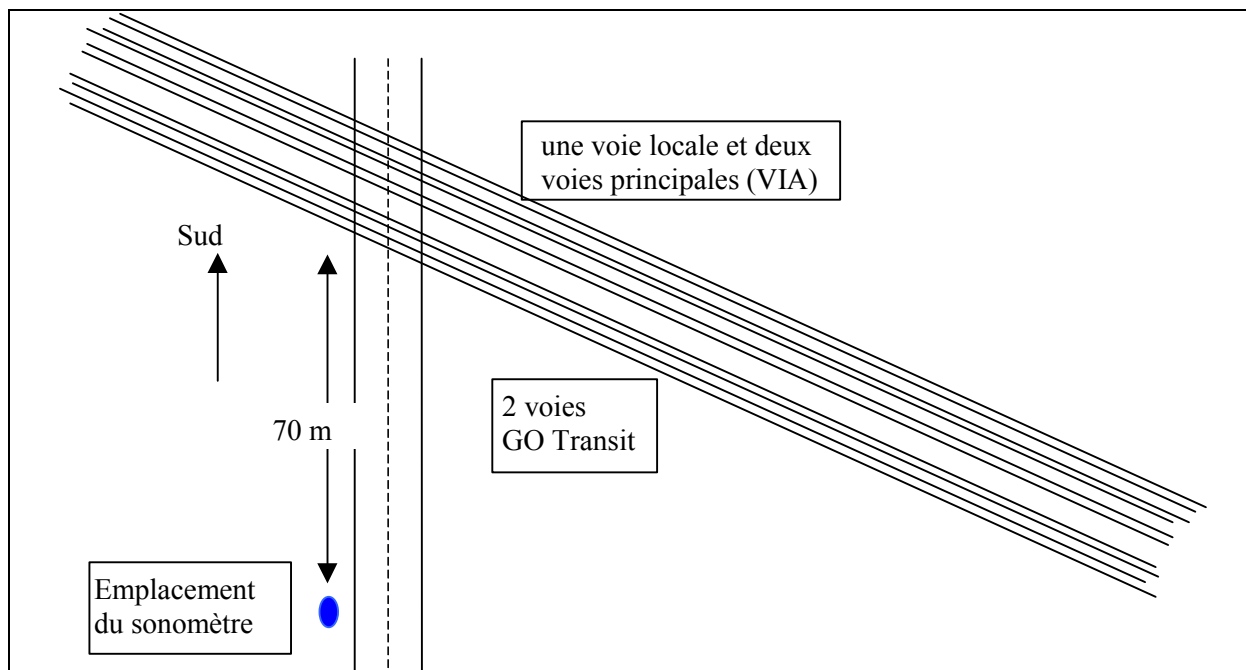 une voie locale et deux
voies principales (VIA)
Sud
2 voies
GO Transit
70 m
Emplacement
du sonomètre